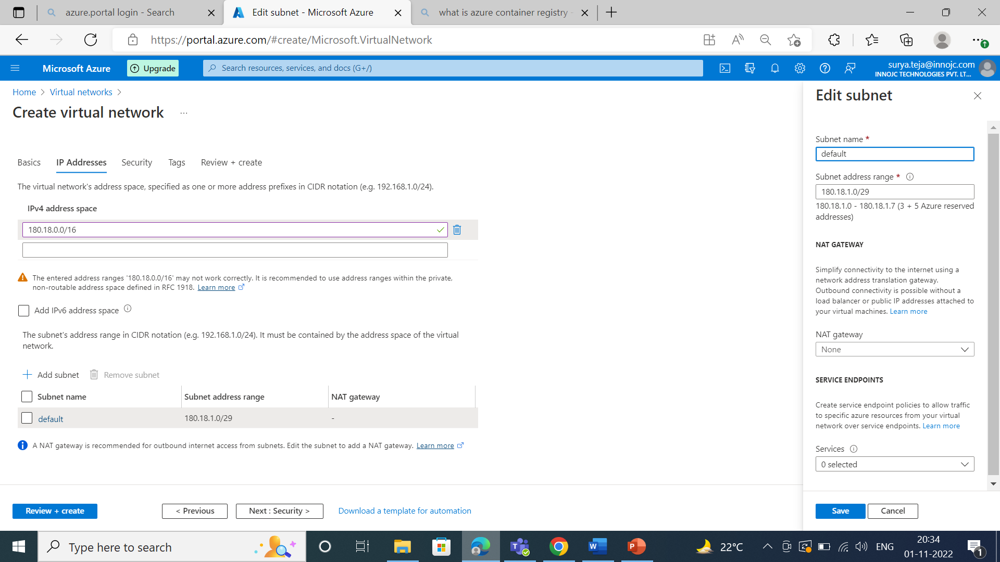 azure.portal login - Search
Edit subnet - Microsoft Azure
what is azure container registry -
https://portal.azure.com/#create/Microsoft.VirtualNetwork
Microsoft Azure
Upgrade
Search resources, services, and docs (G+/)
surya.teja@innojc.com
INNOJC TECHNOLOGIES PVT. LT...
Home > Virtual networks >
Create virtual network ...
Basics
IP Addresses
Security
Tags
Review + create
The virtual network's address space, specified as one or more address prefixes in CIDR notation (e.g. 192.168.1.0/24).
IPv4 address space
180.18.0.0/16
The entered address ranges '180.18.0.0/16' may not work correctly. It is recommended to use address ranges within the private,
non-routable address space defined in RFC 1918. Learn more
Add IPv6 address space
The subnet's address range in CIDR notation (e.g. 192.168.1.0/24). It must be contained by the address space of the virtual
network.
+ Add subnet
Remove subnet
Subnet name
Subnet address range
NAT gateway
default
180.18.1.0/29
-
A NAT gateway is recommended for outbound internet access from subnets. Edit the subnet to add a NAT gateway. Learn more
Review + create
< Previous
Next : Security >
Download a template for automation
Edit subnet
Subnet name *
default
Subnet address range *
180.18.1.0/29
180.18.1.0 - 180.18.1.7 (3 + 5 Azure reserved
addresses)
NAT GATEWAY
Simplify connectivity to the internet using a
network address translation gateway.
Outbound connectivity is possible without a
load balancer or public IP addresses attached to
your virtual machines. Learn more
NAT gateway
None
SERVICE ENDPOINTS
Create service endpoint policies to allow traffic
to specific azure resources from your virtual
network over service endpoints. Learn more
Services
0 selected
Save
Cancel
Type here to search
22°C
ENG
20:34
01-11-2022
1